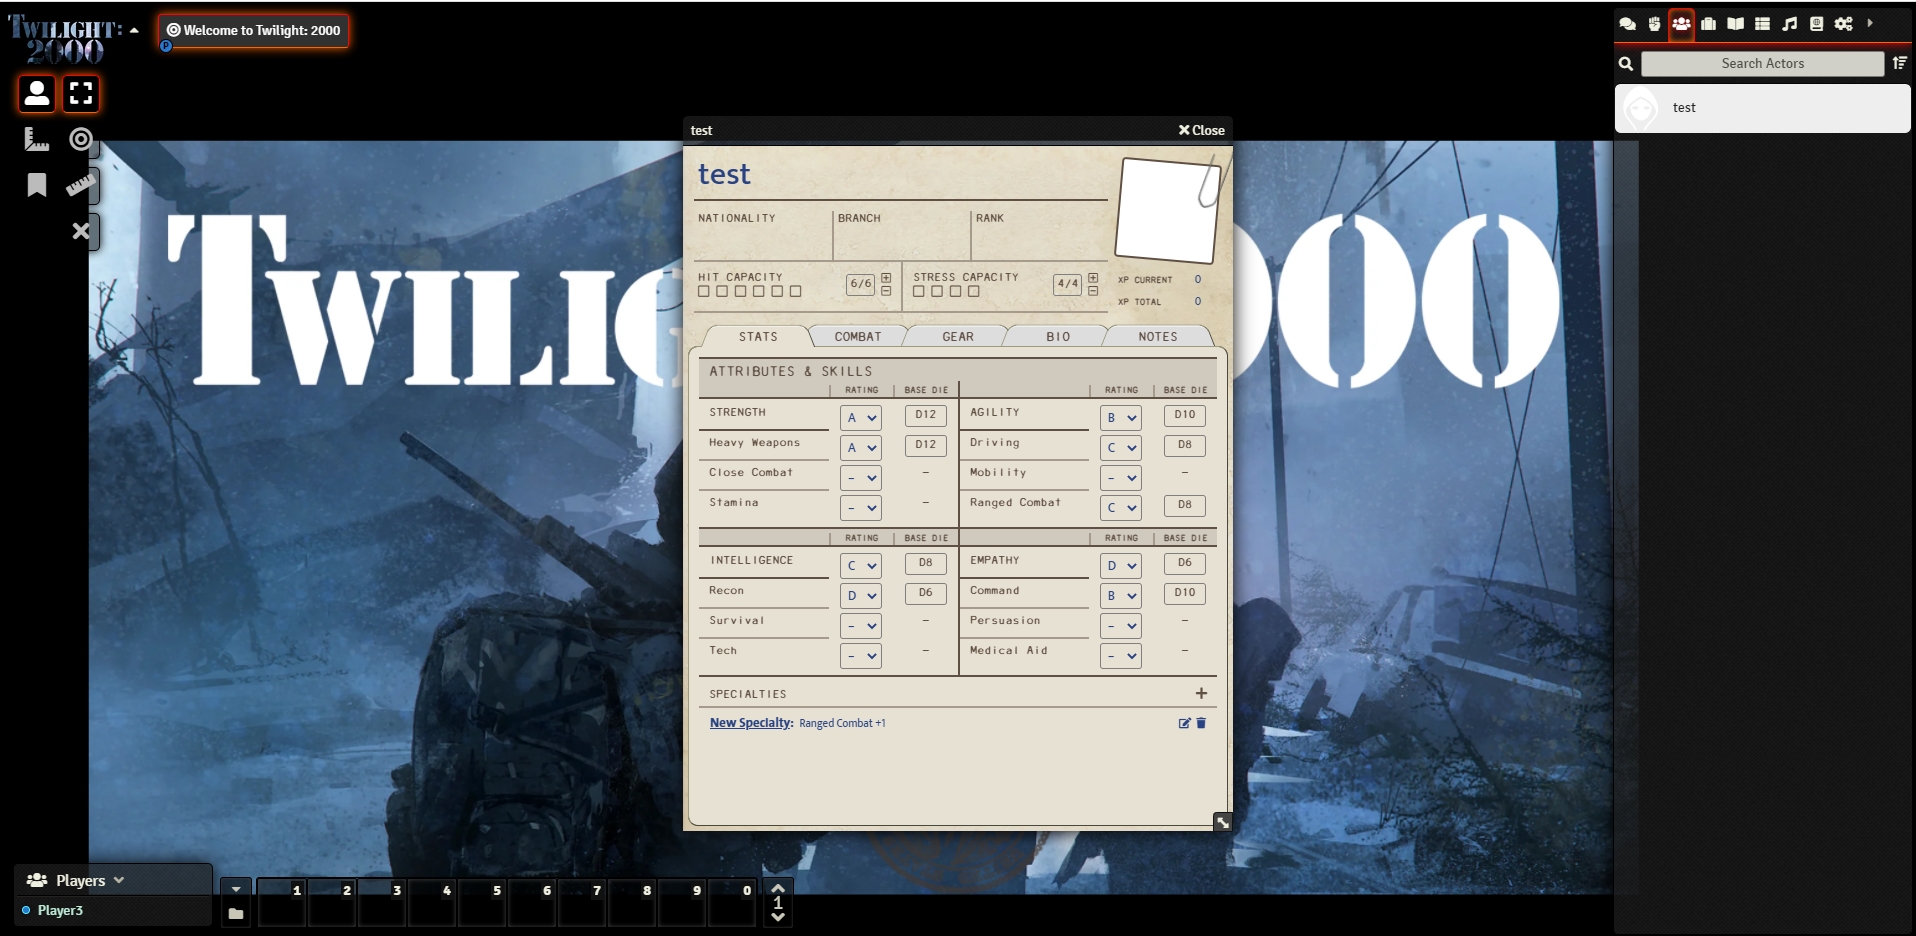 TWILIGHT:
2000
Welcome to Twilight: 2000
P
Search Actors
test
test
Close
test
NATIONALITY
BRANCH
RANK
HIT CAPACITY
6/6
STRESS CAPACITY
4/4
XP CURRENT 0
XP TOTAL 0
STATS
COMBAT
GEAR
BIO
NOTES
ATTRIBUTES & SKILLS
RATING BASE DIE RATING BASE DIE
STRENGTH A D12 AGILITY B D10
Heavy Weapons A D12 Driving C D8
Close Combat – – Mobility – –
Stamina – – Ranged Combat C D8
RATING BASE DIE RATING BASE DIE
INTELLIGENCE C D8 EMPATHY D D6
Recon D D6 Command B D10
Survival – – Persuasion – –
Tech – – Medical Aid – –
SPECIALTIES +
New Specialty: Ranged Combat +1
Players
Player3
1 2 3 4 5 6 7 8 9 0
1